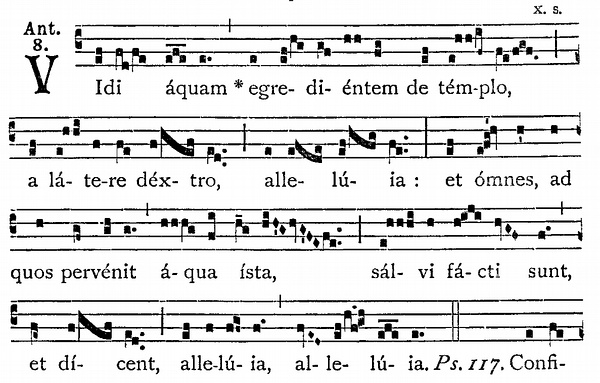 x. s.
Ant.
8.
VIdi áquam * egre- di- éntem de tém-plo,
a lá- te-re déx- tro, alle- lú- ia : et ómnes, ad
quos pervénit á- qua ísta, sál- vi fá- cti sunt,
et dí- cent, alle-lú- ia, al- le- lú- ia. Ps. 117. Confi-